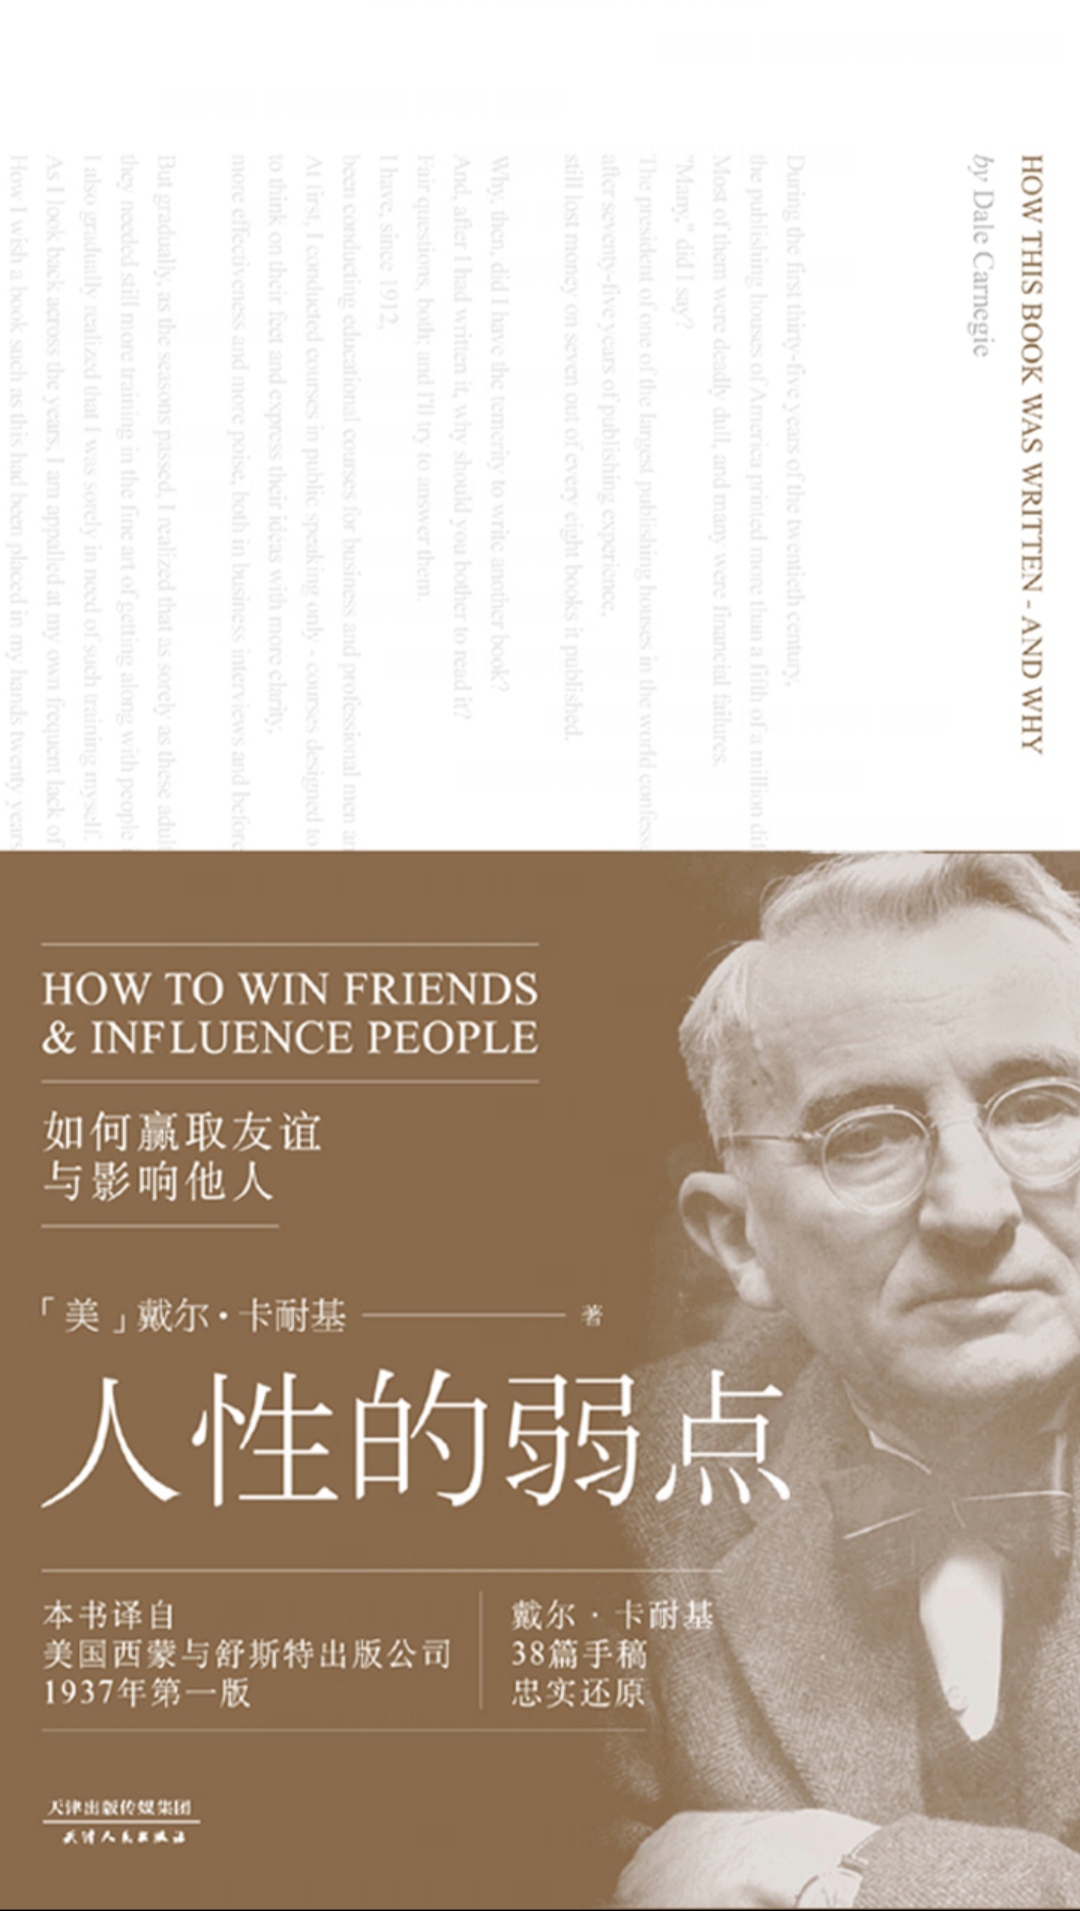 HOW THIS BOOK WAS WRITTEN - AND WHY
by Dale Carnegie
During the first thirty-five years of the twentieth century,
the publishing houses of America printed more than a fifth of a million dif
Most of them were deadly dull, and many were financial failures.
"Many," did I say?
The president of one of the largest publishing houses in the world confess
after seventy-five years of publishing experience,
still lost money on seven out of every eight books it published.
Why, then, did I have the temerity to write another book?
And, after I had written it, why should you bother to read it?
Fair questions, both; and I'll try to answer them.
I have, since 1912,
been conducting educational courses for business and professional men an
At first, I conducted courses in public speaking only - courses designed to
to think on their feet and express their ideas with more clarity,
more effectiveness and more poise, both in business interviews and before
But gradually, as the seasons passed, I realized that as sorely as these adult
they needed still more training in the fine art of getting along with people
I also gradually realized that I was sorely in need of such training myself.
As I look back across the years, I am appalled at my own frequent lack of
How I wish a book such as this had been placed in my hands twenty years
HOW TO WIN FRIENDS
& INFLUENCE PEOPLE
如何赢取友谊
与影响他人
「美」戴尔·卡耐基 著
人性的弱点
本书译自
美国西蒙与舒斯特出版公司
1937年第一版
戴尔·卡耐基
38篇手稿
忠实还原
天津出版传媒集团
天津人民出版社